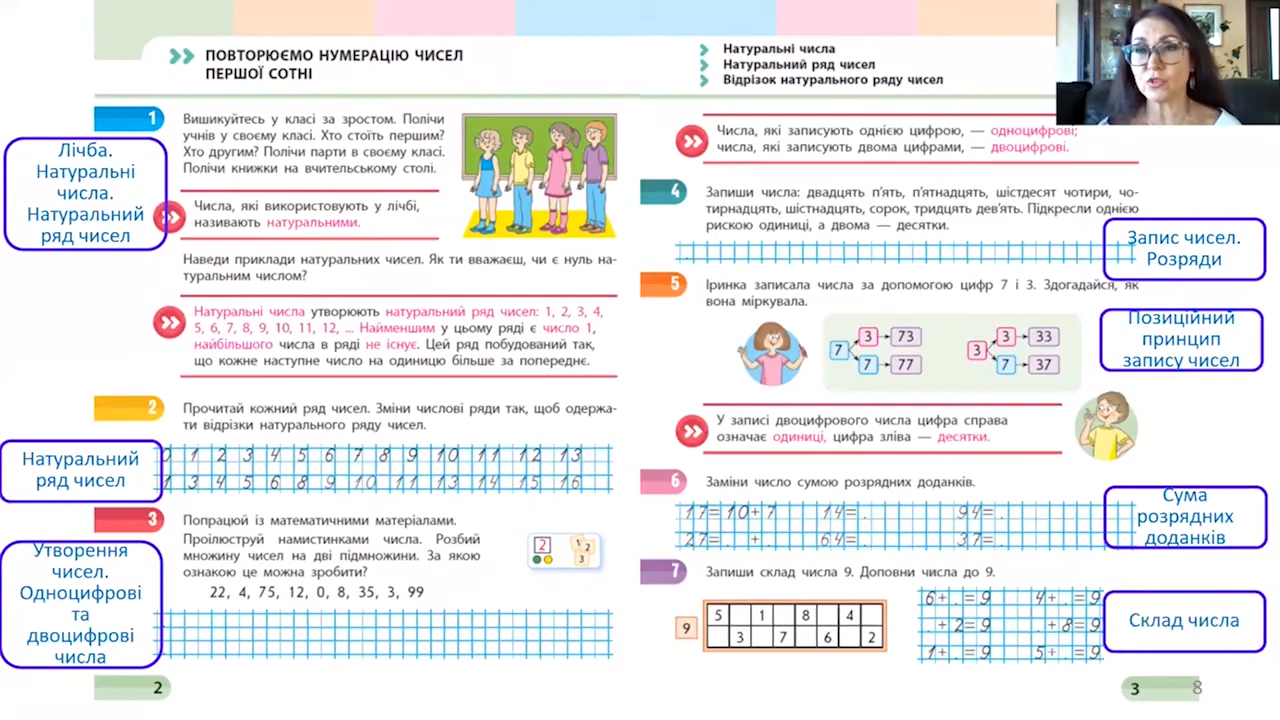 ПОВТОРЮЄМО НУМЕРАЦІЮ ЧИСЕЛ
ПЕРШОЇ СОТНІ
1
Вишикуйтесь у класі за зростом. Полічи
учнів у своєму класі. Хто стоїть першим?
Хто другим? Полічи парти в своєму класі.
Полічи книжки на вчительському столі.
Лічба.
Натуральні
числа.
Натуральний
ряд чисел
Числа, які використовують у лічбі,
називають натуральними.
Наведи приклади натуральних чисел. Як ти вважаєш, чи є нуль на-
туральним числом?
Натуральні числа утворюють натуральний ряд чисел: 1, 2, 3, 4,
5, 6, 7, 8, 9, 10, 11, 12, ... Найменшим у цьому ряді є число 1,
найбільшого числа в ряді не існує. Цей ряд побудований так,
що кожне наступне число на одиницю більше за попереднє.
2
Прочитай кожний ряд чисел. Зміни числові ряди так, щоб одержа-
ти відрізки натурального ряду чисел.
Натуральний
ряд чисел
0 1 2 3 4 5 6 7 8 9 10 11 12 13
1 3 4 5 6 8 9 10 11 13 14 15 16
3
Попрацюй із математичними матеріалами.
Проілюструй намистинками числа. Розбий
множину чисел на дві підмножини. За якою
ознакою це можна зробити?
22, 4, 75, 12, 0, 8, 35, 3, 99
2
1 2
3
Утворення
чисел.
Одноцифрові
та
двоцифрові
числа
2
Натуральні числа
Натуральний ряд чисел
Відрізок натурального ряду чисел
Числа, які записують однією цифрою, — одноцифрові;
числа, які записують двома цифрами, — двоцифрові.
4
Запиши числа: двадцять п'ять, п'ятнадцять, шістдесят чотири, чо-
тирнадцять, шістнадцять, сорок, тридцять дев'ять. Підкресли однією
рискою одиниці, а двома — десятки.
Запис чисел.
Розряди
5
Іринка записала числа за допомогою цифр 7 і 3. Здогадайся, як
вона міркувала.
3 73 3 33
7 3
7 77 7 37
Позиційний
принцип
запису чисел
У записі двоцифрового числа цифра справа
означає одиниці, цифра зліва — десятки.
6
Заміни число сумою розрядних доданків.
17=10+7 14=. 94=.
27=. +. 64=. 37=.
Сума
розрядних
доданків
7
Запиши склад числа 9. Доповни числа до 9.
9
5 1 8 4
3 7 6 2
6+.=9 4+.=9
.+2=9 .+8=9
1+.=9 5+.=9
Склад числа
3
8